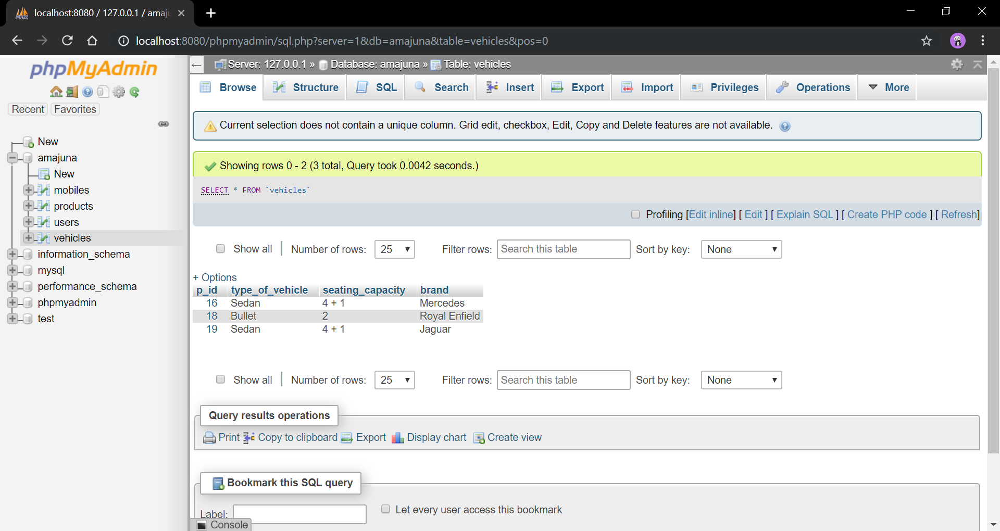 localhost:8080 / 127.0.0.1 / amaj
localhost:8080/phpmyadmin/sql.php?server=1&db=amajuna&table=vehicles&pos=0
phpMyAdmin
Recent Favorites
New
amajuna
New
mobiles
products
users
vehicles
information_schema
mysql
performance_schema
phpmyadmin
test
Server: 127.0.0.1 » Database: amajuna » Table: vehicles
Browse Structure SQL Search Insert Export Import Privileges Operations More
Current selection does not contain a unique column. Grid edit, checkbox, Edit, Copy and Delete features are not available.
Showing rows 0 - 2 (3 total, Query took 0.0042 seconds.)
SELECT * FROM `vehicles`
Profiling [Edit inline] [ Edit ] [ Explain SQL ] [ Create PHP code ] [ Refresh]
Show all Number of rows: 25 Filter rows: Search this table Sort by key: None
+ Options
p_id type_of_vehicle seating_capacity brand
16 Sedan 4 + 1 Mercedes
18 Bullet 2 Royal Enfield
19 Sedan 4 + 1 Jaguar
Show all Number of rows: 25 Filter rows: Search this table Sort by key: None
Query results operations
Print Copy to clipboard Export Display chart Create view
Bookmark this SQL query
Label: Let every user access this bookmark
Console